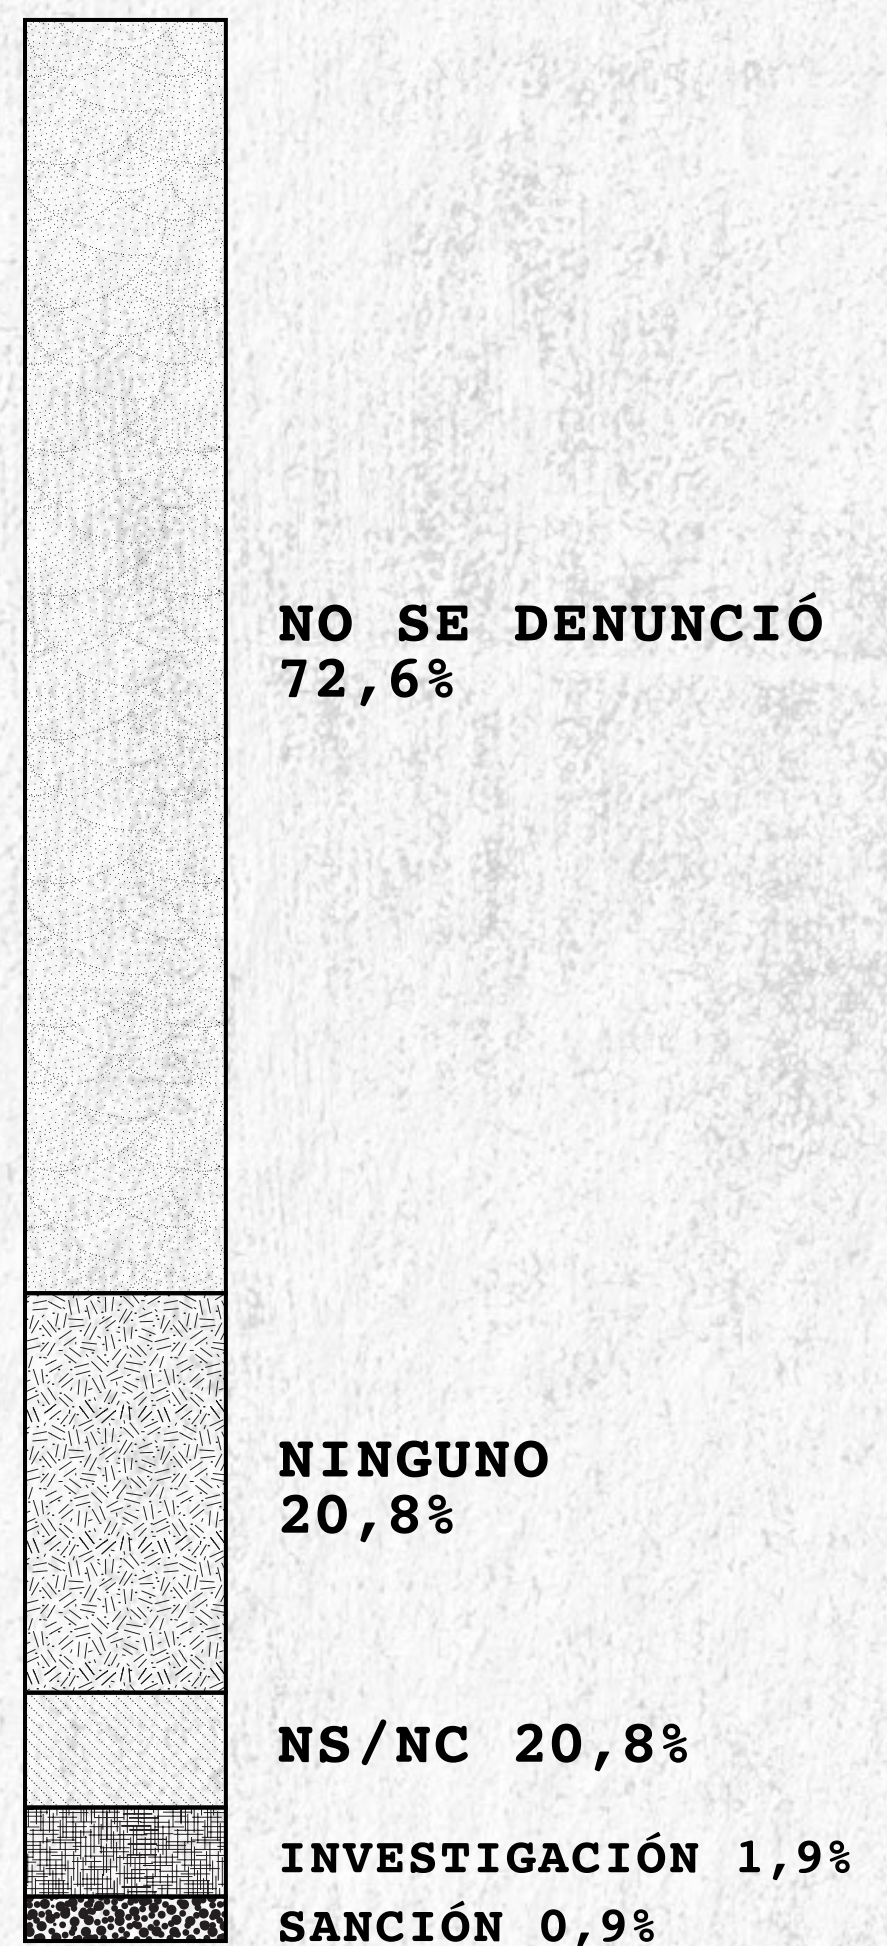 NO SE DENUNCIÓ
72,6%
NINGUNO
20,8%
NS/NC 20,8%
INVESTIGACIÓN 1,9%
SANCIÓN 0,9%